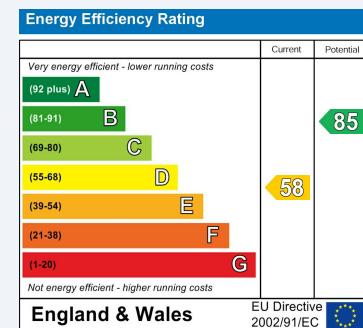 Energy Efficiency Rating
Current Potential
Very energy efficient - lower running costs
(92 plus) A
(81-91) B
(69-80) C
(55-68) D
(39-54) E
(21-38) F
(1-20) G
85
58
Not energy efficient - higher running costs
England & Wales
EU Directive
2002/91/EC